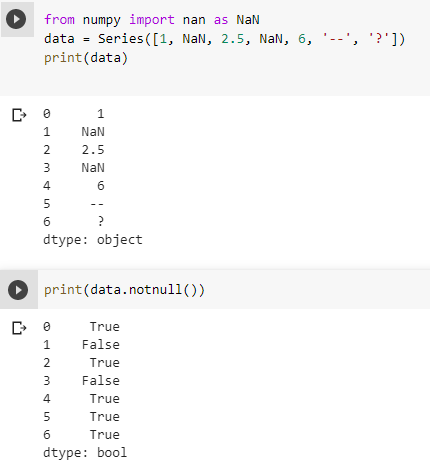 from numpy import nan as NaN
data = Series([1, NaN, 2.5, NaN, 6, '--', '?'])
print(data)
0      1
1    NaN
2    2.5
3    NaN
4      6
5     --
6      ?
dtype: object
print(data.notnull())
0     True
1    False
2     True
3    False
4     True
5     True
6     True
dtype: bool